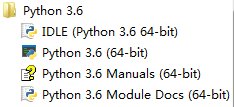 Python 3.6
IDLE (Python 3.6 64-bit)
Python 3.6 (64-bit)
Python 3.6 Manuals (64-bit)
Python 3.6 Module Docs (64-bit)